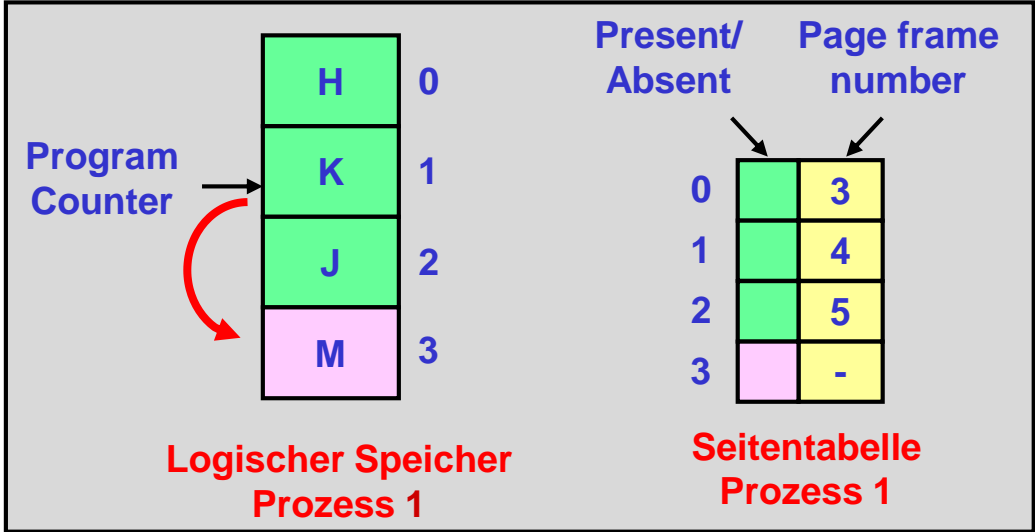 Program
Counter
H 0
K 1
J 2
M 3
Logischer Speicher
Prozess 1
Present/
Absent
Page frame
number
0 3
1 4
2 5
3 -
Seitentabelle
Prozess 1